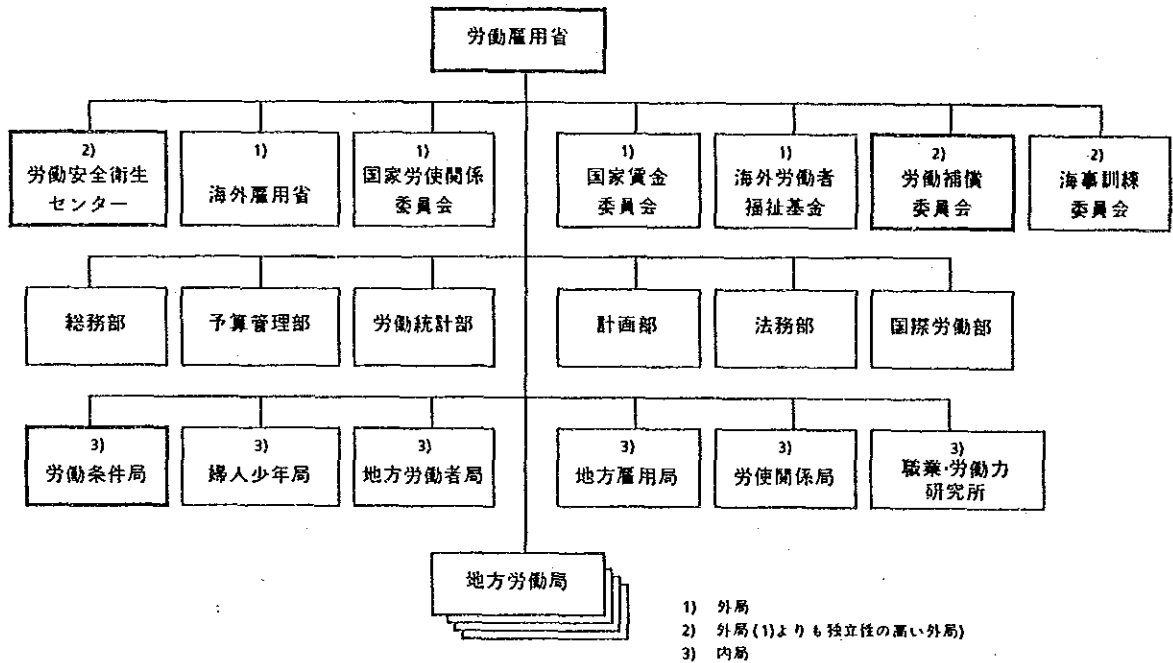 労働雇用省
2)
労働安全衛生
センター
1)
海外雇用省
1)
国家労使関係
委員会
1)
国家賃金
委員会
1)
海外労働者
福祉基金
2)
労働補償
委員会
2)
海事訓練
委員会
総務部
予算管理部
労働統計部
計画部
法務部
国際労働部
3)
労働条件局
3)
婦人少年局
3)
地方労働者局
3)
地方雇用局
3)
労使関係局
3)
職業・労働力
研究所
地方労働局
1) 外局
2) 外局(1)よりも独立性の高い外局)
3) 内局